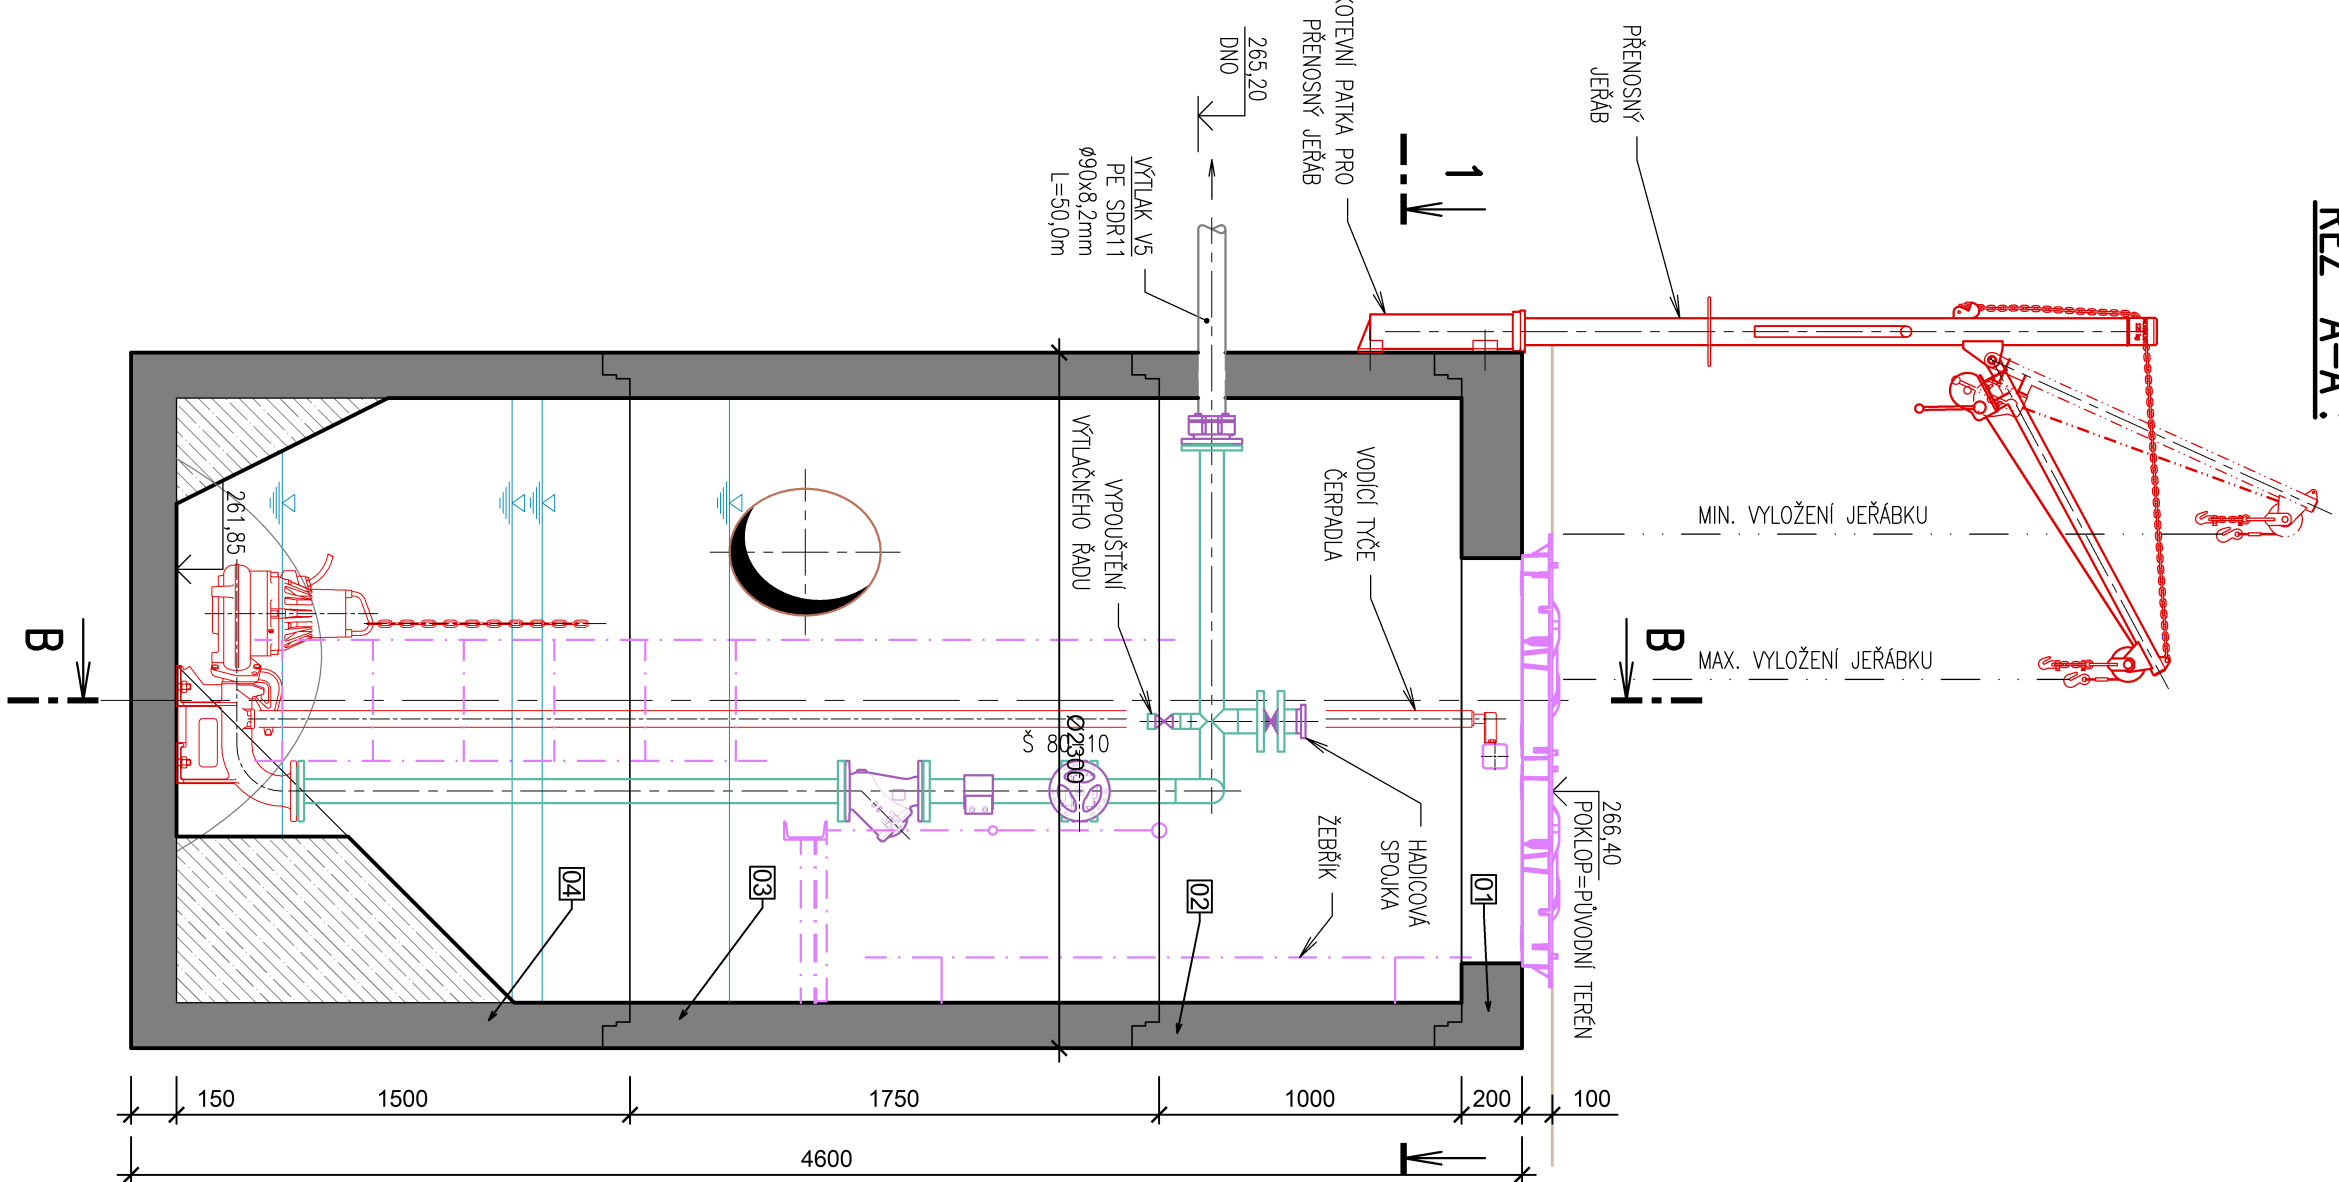 ŘEZ A-A
PŘENOSNÝ
JEŘÁB
KOTEVNÍ PATKA PRO
PŘENOSNÝ JEŘÁB
265,20
DNO
VÝTLAK V5
PE SDR11
Ø90x8,2mm
L=50,0m
1
MIN. VYLOŽENÍ JEŘÁBKU
MAX. VYLOŽENÍ JEŘÁBKU
B
B
VODÍCÍ TYČE
ČERPADLA
VYPOUŠTĚNÍ
VÝTLAČNÉHO ŘADU
261,85
Ø2300
266,40
POKLOP=PŮVODNÍ TERÉN
HADICOVÁ
SPOJKA
ŽEBŘÍK
01
02
03
04
150
1500
1750
1000
200
100
4600